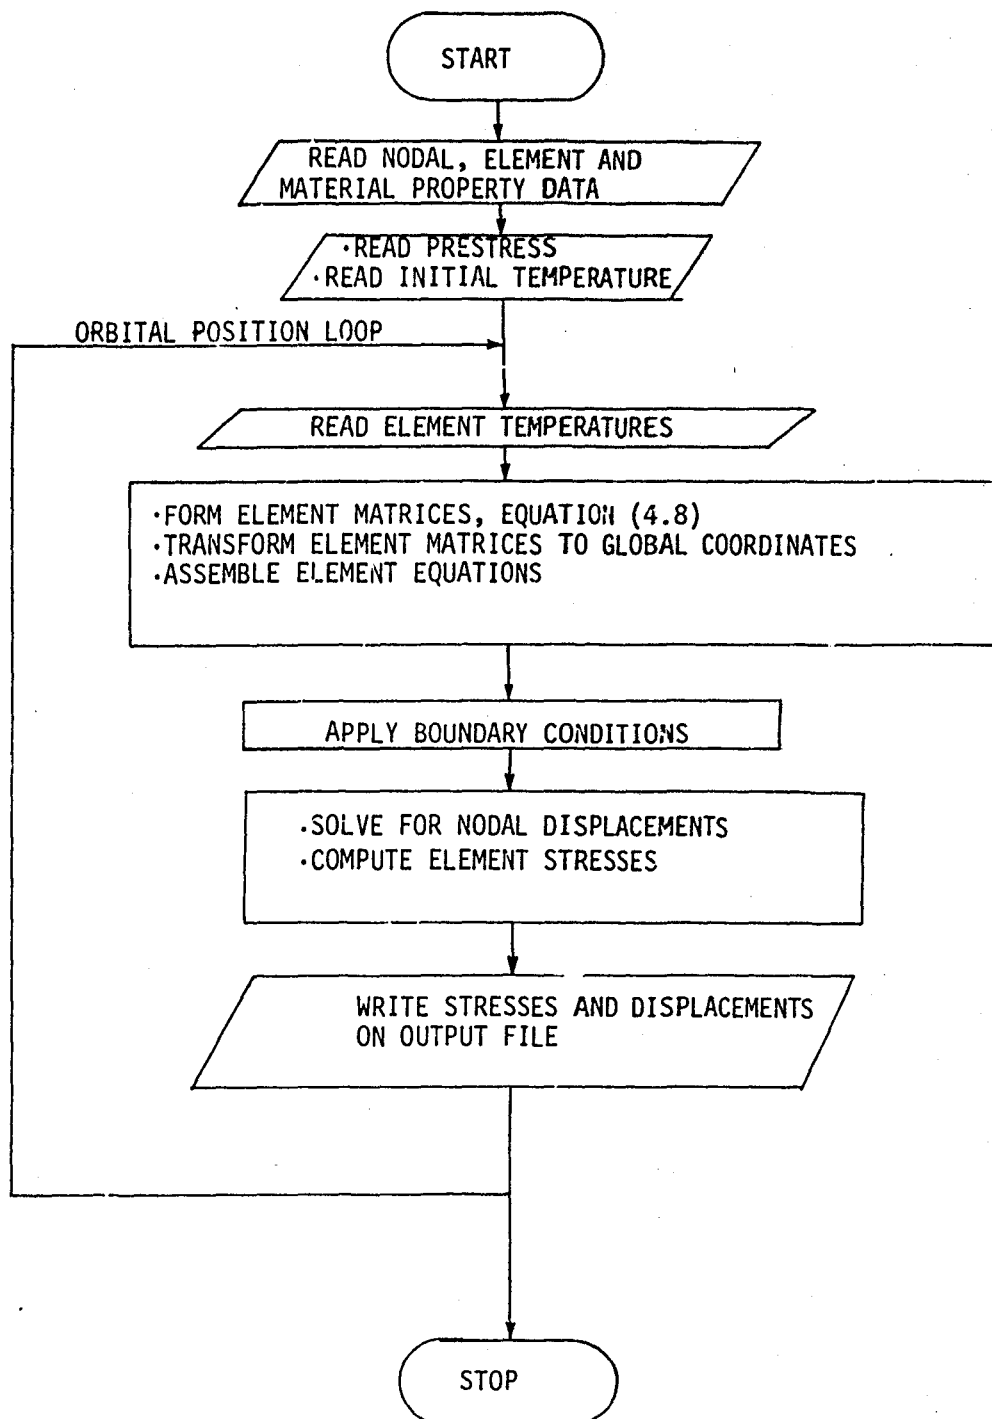 START
READ NODAL, ELEMENT AND
MATERIAL PROPERTY DATA
·READ PRESTRESS
·READ INITIAL TEMPERATURE
ORBITAL POSITION LOOP
READ ELEMENT TEMPERATURES
·FORM ELEMENT MATRICES, EQUATION (4.8)
·TRANSFORM ELEMENT MATRICES TO GLOBAL COORDINATES
·ASSEMBLE ELEMENT EQUATIONS
APPLY BOUNDARY CONDITIONS
·SOLVE FOR NODAL DISPLACEMENTS
·COMPUTE ELEMENT STRESSES
WRITE STRESSES AND DISPLACEMENTS
ON OUTPUT FILE
STOP